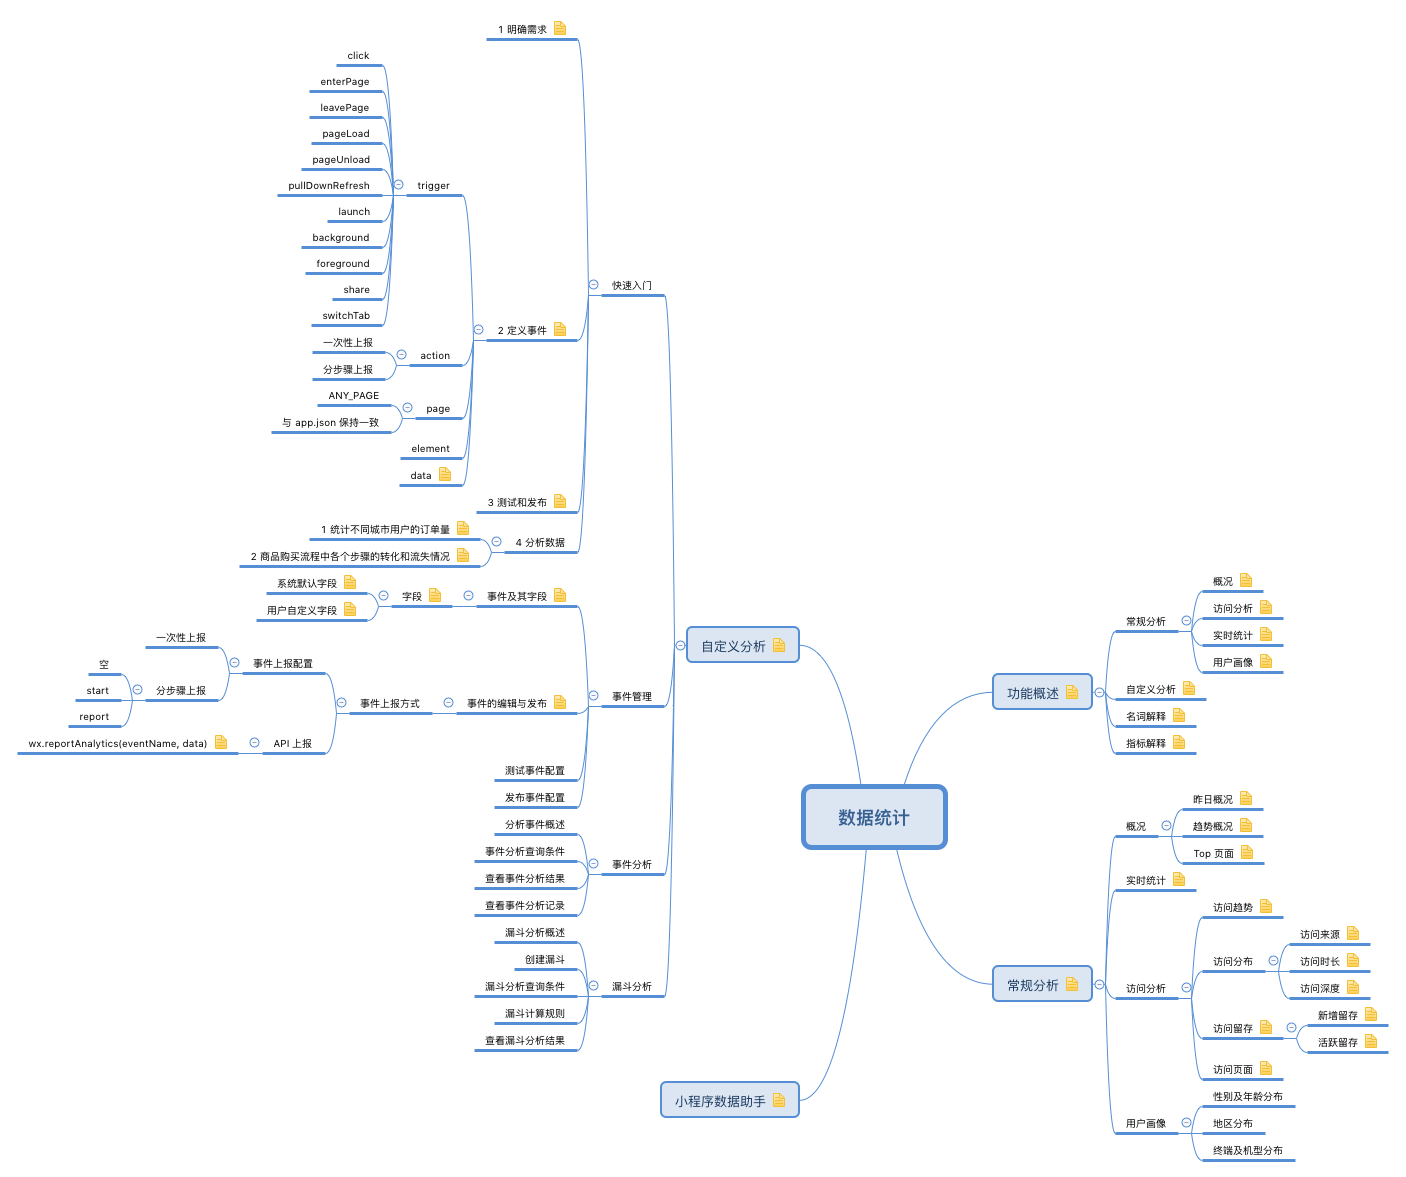 数据统计
功能概述
常规分析
概况
访问分析
实时统计
用户画像
自定义分析
名词解释
指标解释
常规分析
概况
昨日概况
趋势概况
Top 页面
实时统计
访问分析
访问趋势
访问分布
访问来源
访问时长
访问深度
访问留存
新增留存
活跃留存
访问页面
用户画像
性别及年龄分布
地区分布
终端及机型分布
自定义分析
快速入门
1 明确需求
2 定义事件
trigger
click
enterPage
leavePage
pageLoad
pageUnload
pullDownRefresh
launch
background
foreground
share
switchTab
action
一次性上报
分步骤上报
page
ANY_PAGE
与 app.json 保持一致
element
data
3 测试和发布
4 分析数据
1 统计不同城市用户的订单量
2 商品购买流程中各个步骤的转化和流失情况
事件管理
事件及其字段
字段
系统默认字段
用户自定义字段
事件的编辑与发布
事件上报方式
事件上报配置
一次性上报
分步骤上报
空
start
report
API 上报
wx.reportAnalytics(eventName, data)
测试事件配置
发布事件配置
事件分析
分析事件概述
事件分析查询条件
查看事件分析结果
查看事件分析记录
漏斗分析
漏斗分析概述
创建漏斗
漏斗分析查询条件
漏斗计算规则
查看漏斗分析结果
小程序数据助手